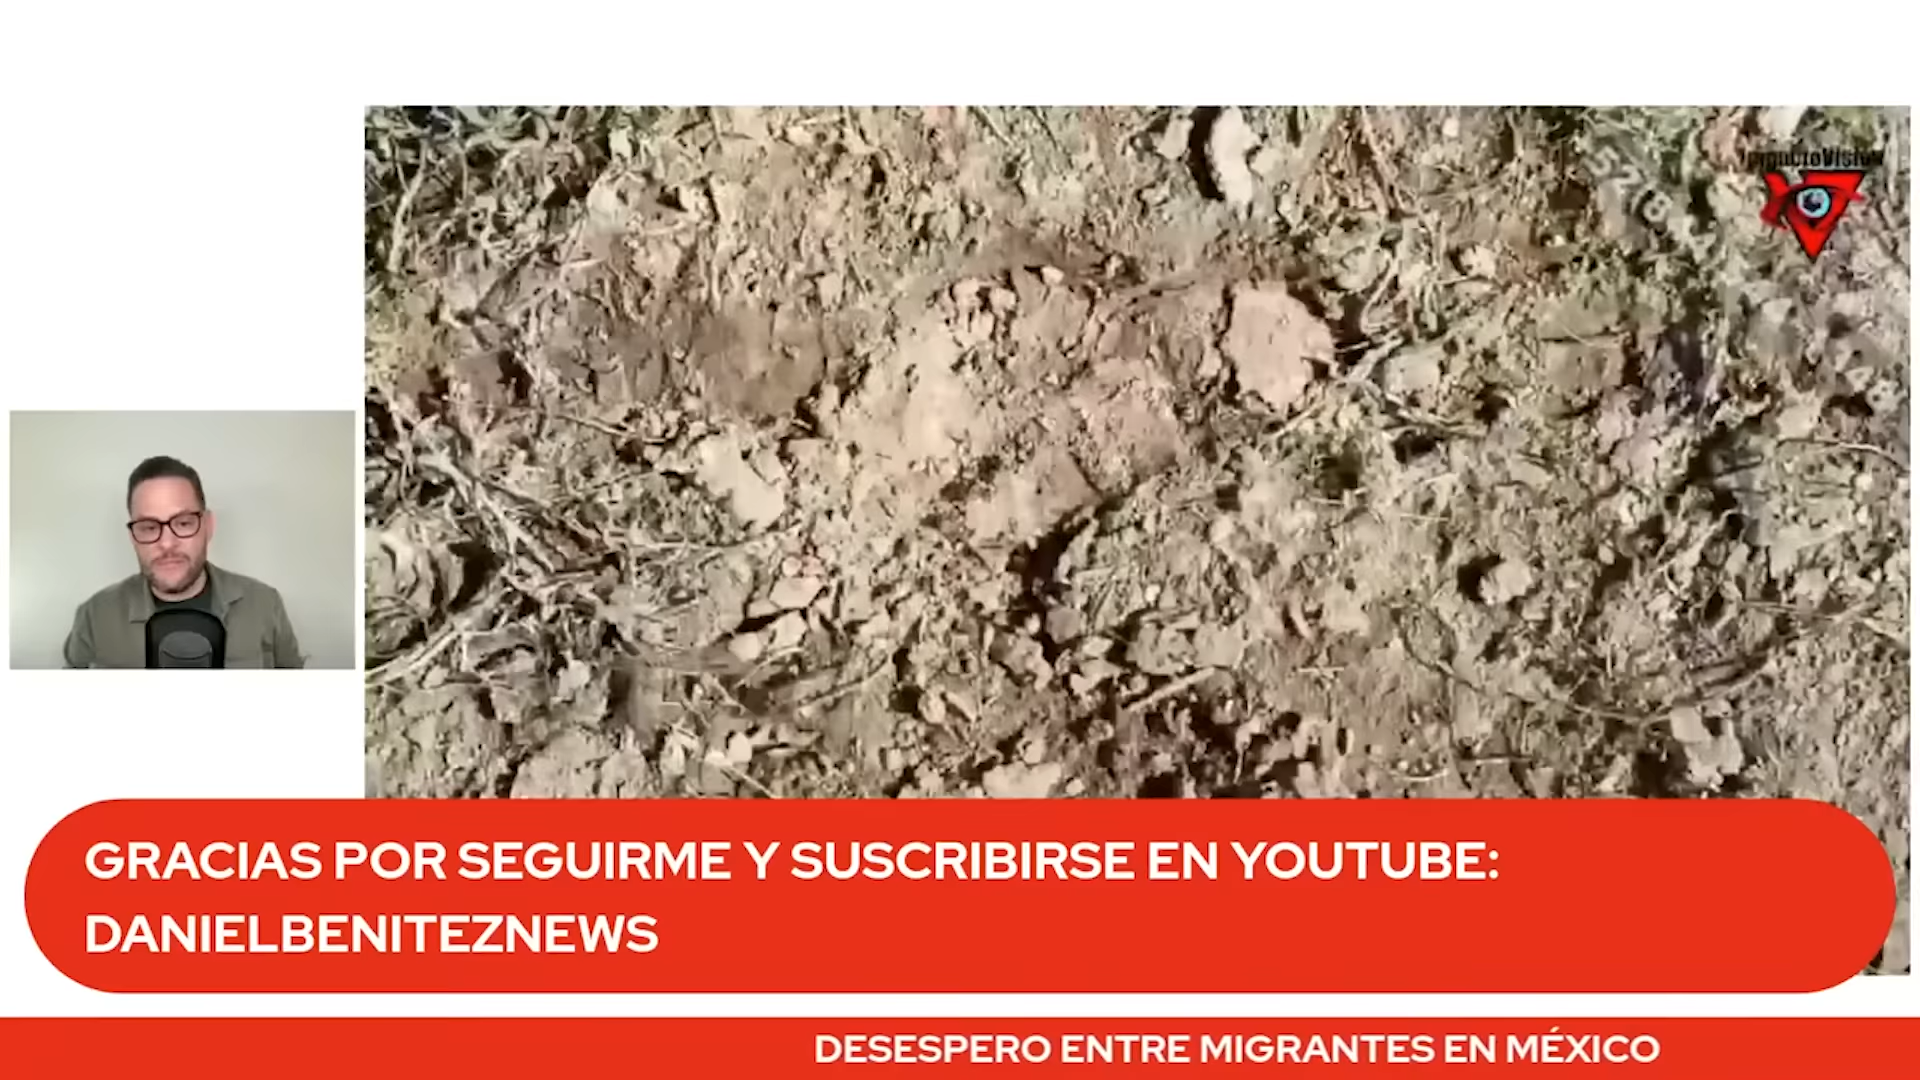 GRACIAS POR SEGUIRME Y SUSCRIBIRSE EN YOUTUBE:
DANIELBENITEZNEWS
DESESPERO ENTRE MIGRANTES EN MÉXICO